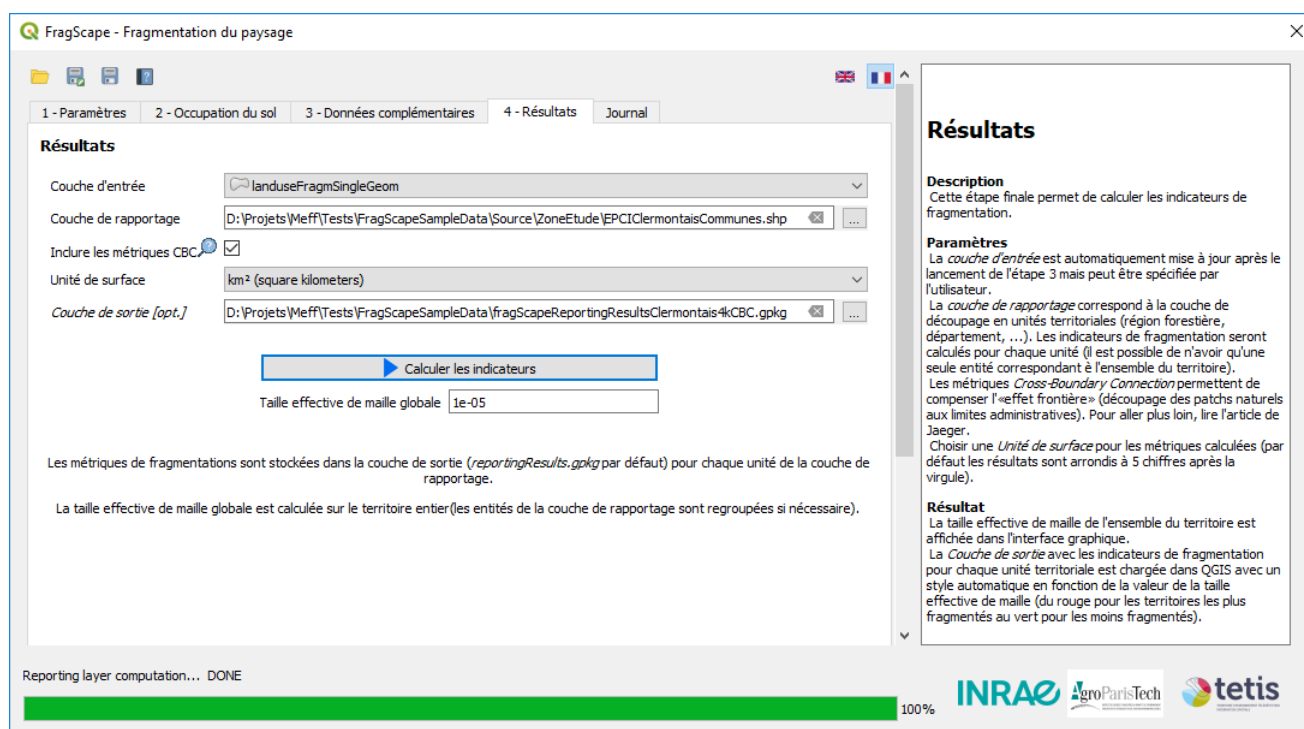 FragScape - Fragmentation du paysage
1 - Paramètres
2 - Occupation du sol
3 - Données complémentaires
4 - Résultats
Journal
Résultats
Couche d'entrée
landuseFragmSingleGeom
Couche de rapportage
D:\Projets\Meff\Tests\FragScapeSampleData\Source\ZoneEtude\EPCIClermontaisCommunes.shp
...
Inclure les métriques CBC
Unité de surface
km² (square kilometers)
Couche de sortie [opt.]
D:\Projets\Meff\Tests\FragScapeSampleData\fragScapeReportingResultsClermontais4kCBC.gpkg
...
Calculer les indicateurs
Taille effective de maille globale
1e-05
Les métriques de fragmentations sont stockées dans la couche de sortie (reportingResults.gpkg par défaut) pour chaque unité de la couche de
rapportage.
La taille effective de maille globale est calculée sur le territoire entier(les entités de la couche de rapportage sont regroupées si nécessaire).
Résultats
Description
Cette étape finale permet de calculer les indicateurs de
fragmentation.
Paramètres
La couche d'entrée est automatiquement mise à jour après le
lancement de l'étape 3 mais peut être spécifiée par
l'utilisateur.
La couche de rapportage correspond à la couche de
découpage en unités territoriales (région forestière,
département, ...). Les indicateurs de fragmentation seront
calculés pour chaque unité (il est possible de n'avoir qu'une
seule entité correspondant è l'ensemble du territoire).
Les métriques Cross-Boundary Connection permettent de
compenser l'«effet frontière» (découpage des patchs naturels
aux limites administratives). Pour aller plus loin, lire l'article de
Jaeger.
Choisir une Unité de surface pour les métriques calculées (par
défaut les résultats sont arrondis à 5 chiffres après la
virgule).
Résultat
La taille effective de maille de l'ensemble du territoire est
affichée dans l'interface graphique.
La Couche de sortie avec les indicateurs de fragmentation
pour chaque unité territoriale est chargée dans QGIS avec un
style automatique en fonction de la valeur de la taille
effective de maille (du rouge pour les territoires les plus
fragmentés au vert pour les moins fragmentés).
Reporting layer computation... DONE
100%
INRAE
AgroParisTech
tetis